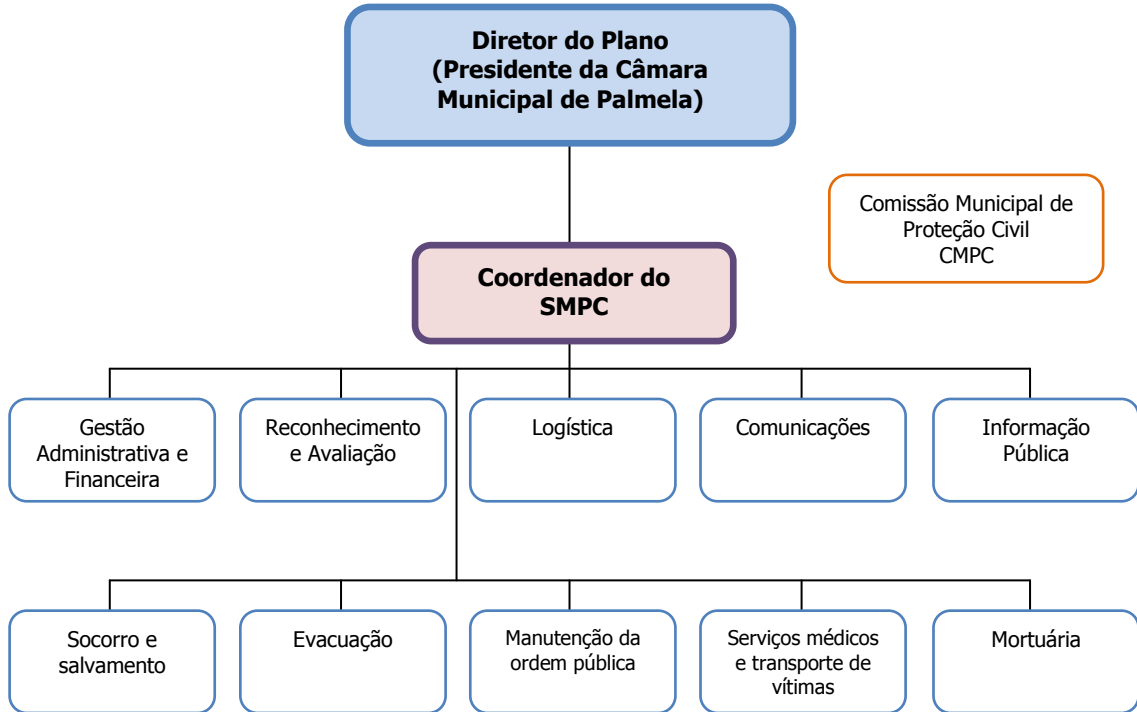 Diretor do Plano
(Presidente da Câmara
Municipal de Palmela)
Comissão Municipal de
Proteção Civil
CMPC
Coordenador do
SMPC
Gestão
Administrativa e
Financeira
Reconhecimento
e Avaliação
Logística
Comunicações
Informação
Pública
Socorro e
salvamento
Evacuação
Manutenção da
ordem pública
Serviços médicos
e transporte de
vítimas
Mortuária